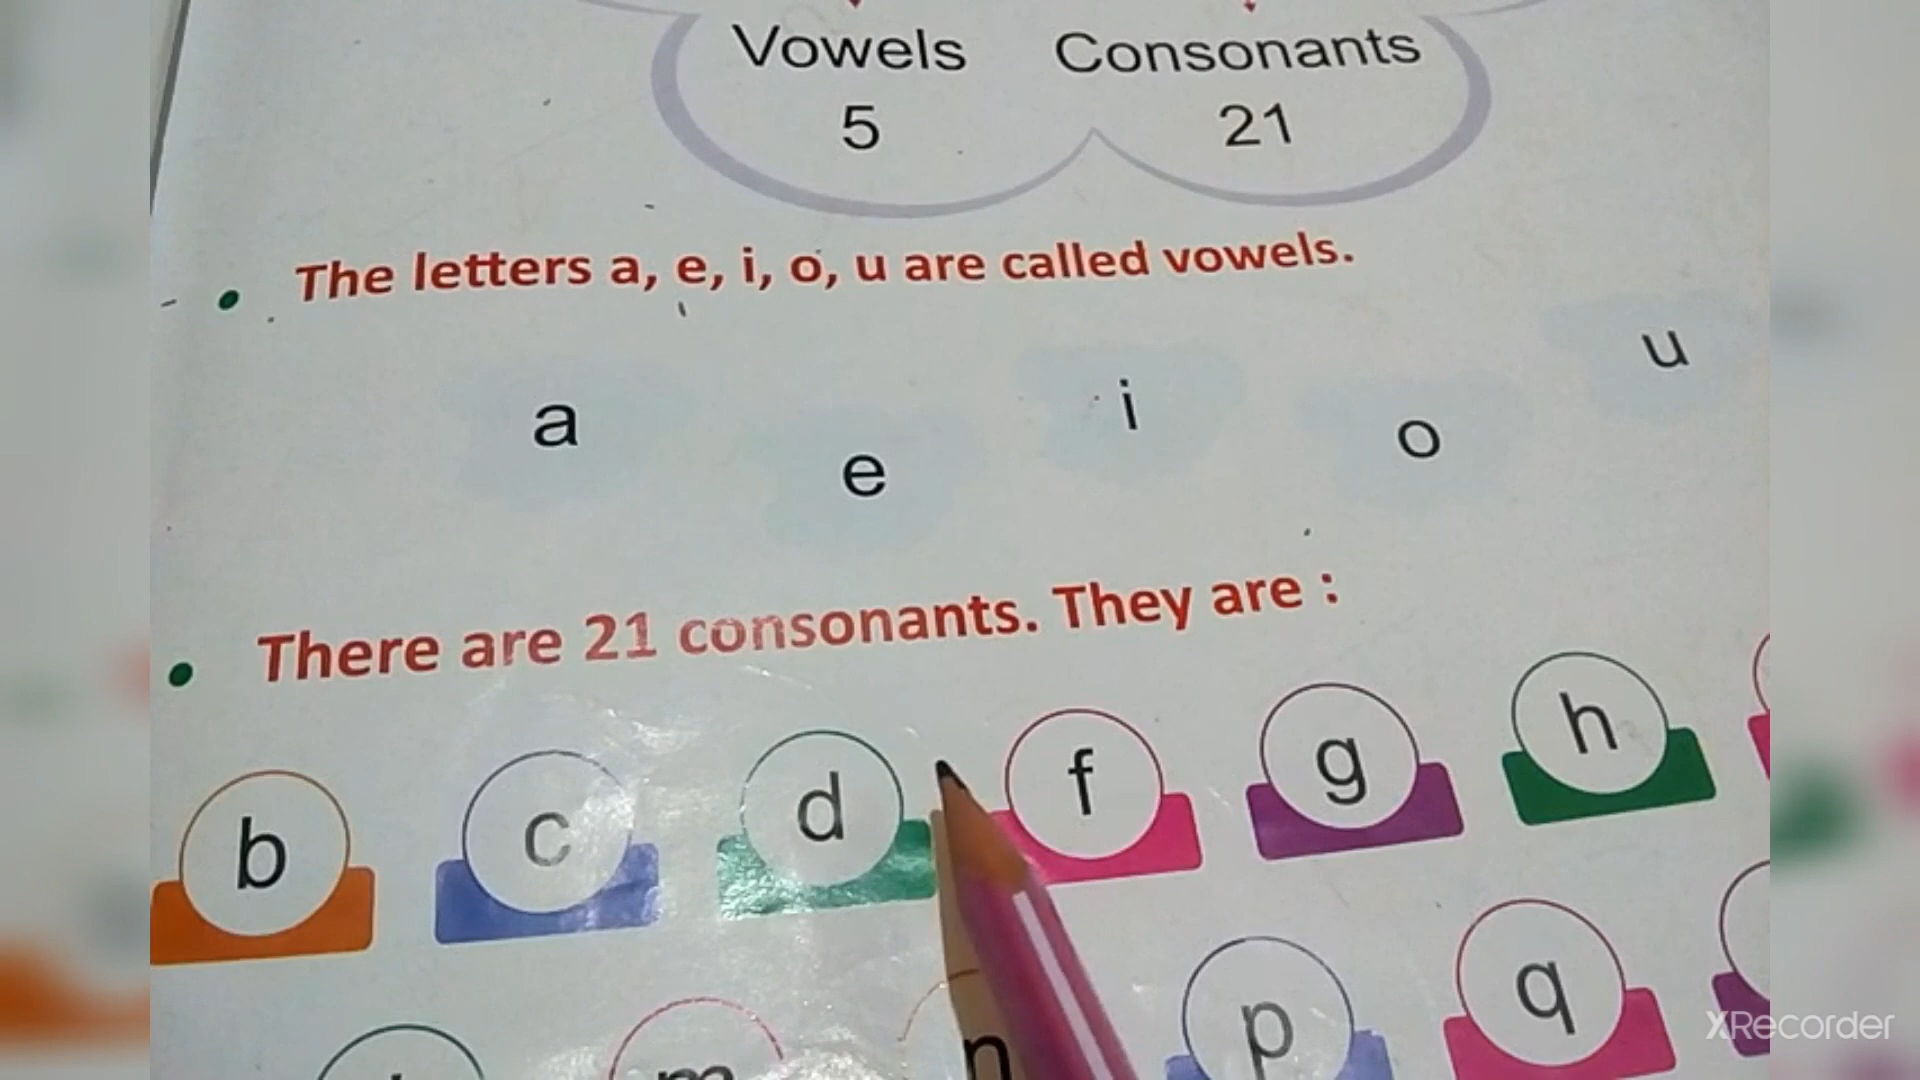 Vowels Consonants
5 21
The letters a, e, i, o, u are called vowels.
a e i o u
There are 21 consonants. They are :
b c d f g h
m n p q
XRecorder